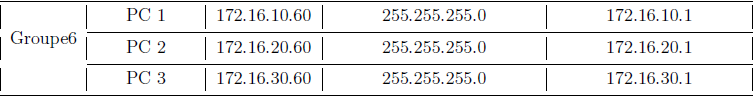 Groupe6
PC 1 172.16.10.60 255.255.255.0 172.16.10.1
PC 2 172.16.20.60 255.255.255.0 172.16.20.1
PC 3 172.16.30.60 255.255.255.0 172.16.30.1